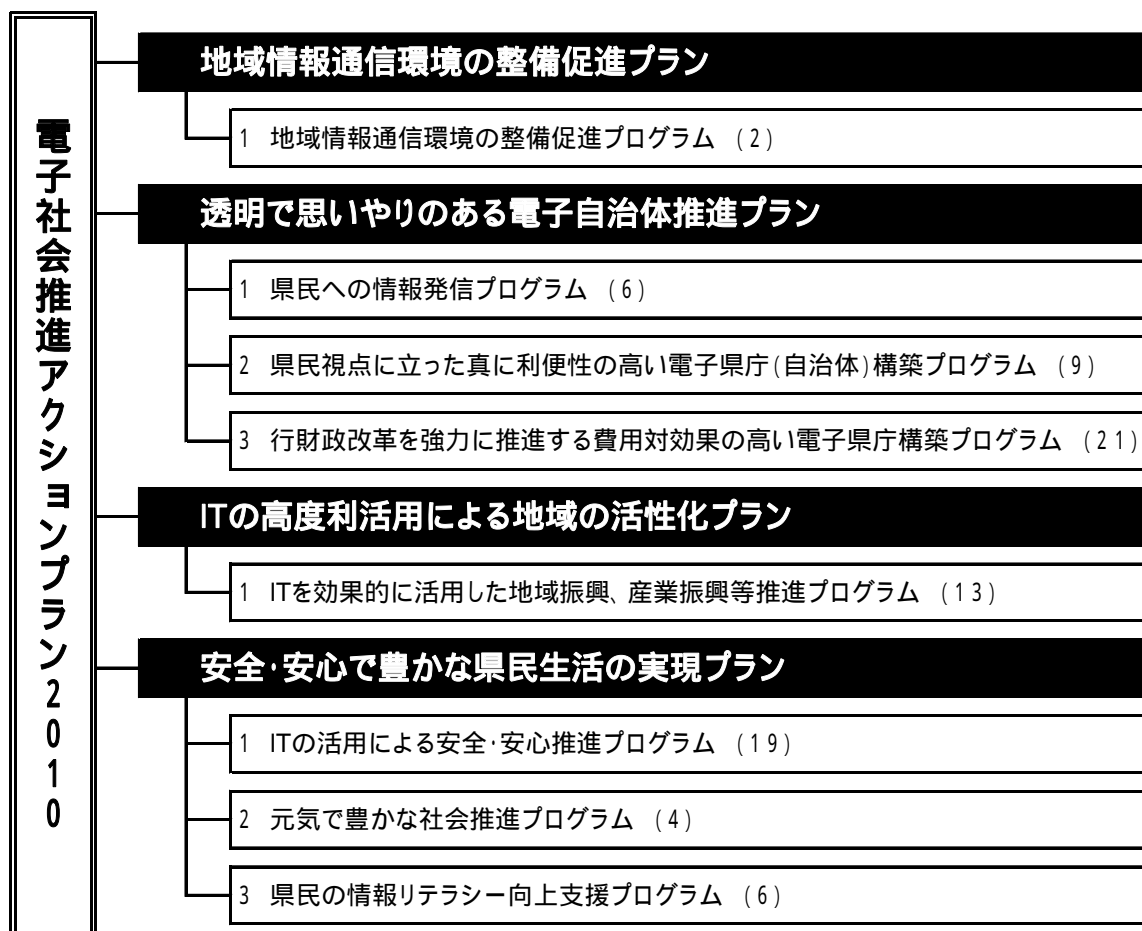 電子社会推進アクションプラン2010
地域情報通信環境の整備促進プラン
1 地域情報通信環境の整備促進プログラム (2)
透明で思いやりのある電子自治体推進プラン
1 県民への情報発信プログラム (6)
2 県民視点に立った真に利便性の高い電子県庁(自治体)構築プログラム (9)
3 行財政改革を強力に推進する費用対効果の高い電子県庁構築プログラム (21)
ITの高度利活用による地域の活性化プラン
1 ITを効果的に活用した地域振興、産業振興等推進プログラム (13)
安全・安心で豊かな県民生活の実現プラン
1 ITの活用による安全・安心推進プログラム (19)
2 元気で豊かな社会推進プログラム (4)
3 県民の情報リテラシー向上支援プログラム (6)